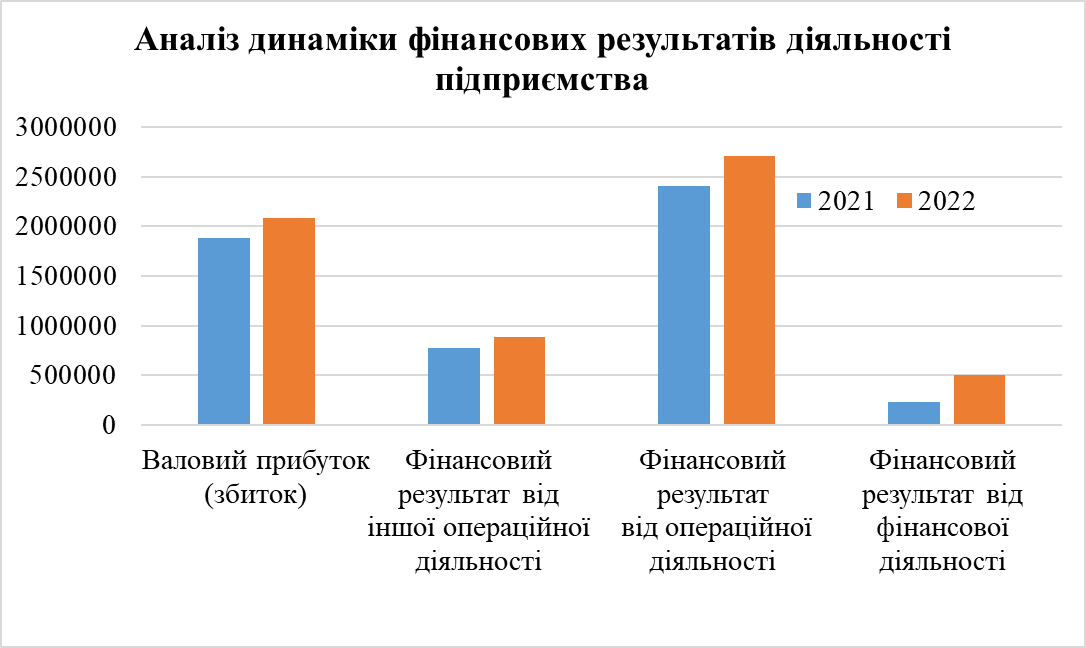 Аналіз динаміки фінансових результатів діяльності
підприємства
3000000
2500000
2000000
1500000
1000000
500000
0
2021 2022
Валовий прибуток
(збиток)
Фінансовий
результат від
іншої операційної
діяльності
Фінансовий
результат
від операційної
діяльності
Фінансовий
результат від
фінансової
діяльності